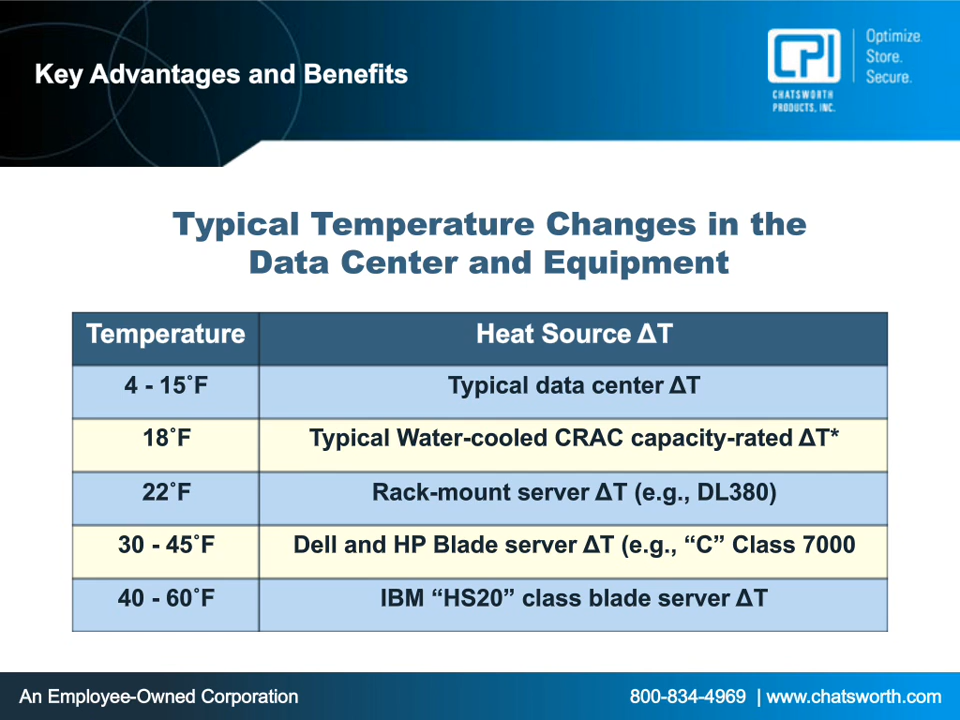 Key Advantages and Benefits
CPI
CHATSWORTH
PRODUCTS, INC.
Optimize.
Store.
Secure.
Typical Temperature Changes in the
Data Center and Equipment
Temperature Heat Source ΔT
4 - 15˚F Typical data center ΔT
18˚F Typical Water-cooled CRAC capacity-rated ΔT*
22˚F Rack-mount server ΔT (e.g., DL380)
30 - 45˚F Dell and HP Blade server ΔT (e.g., “C” Class 7000
40 - 60˚F IBM “HS20” class blade server ΔT
An Employee-Owned Corporation 800-834-4969 | www.chatsworth.com